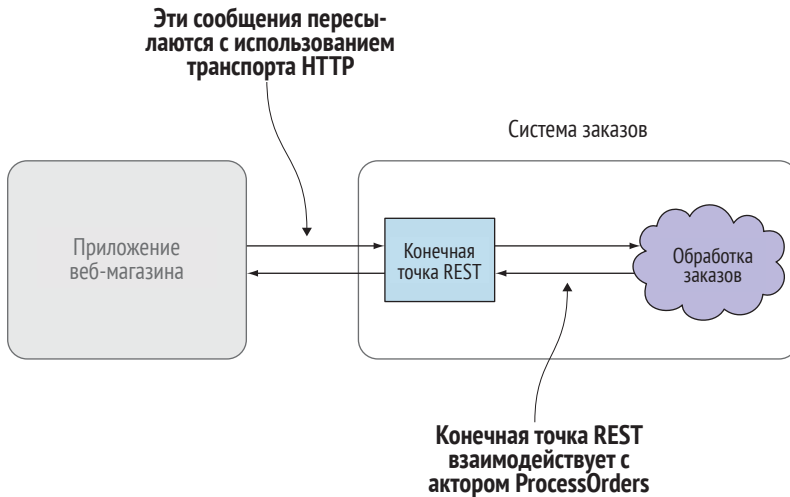 Эти сообщения пересы-
лаются с использованием
транспорта HTTP
Система заказов
Приложение
веб-магазина
Конечная
точка REST
Обработка
заказов
Конечная точка REST
взаимодействует с
актором ProcessOrders